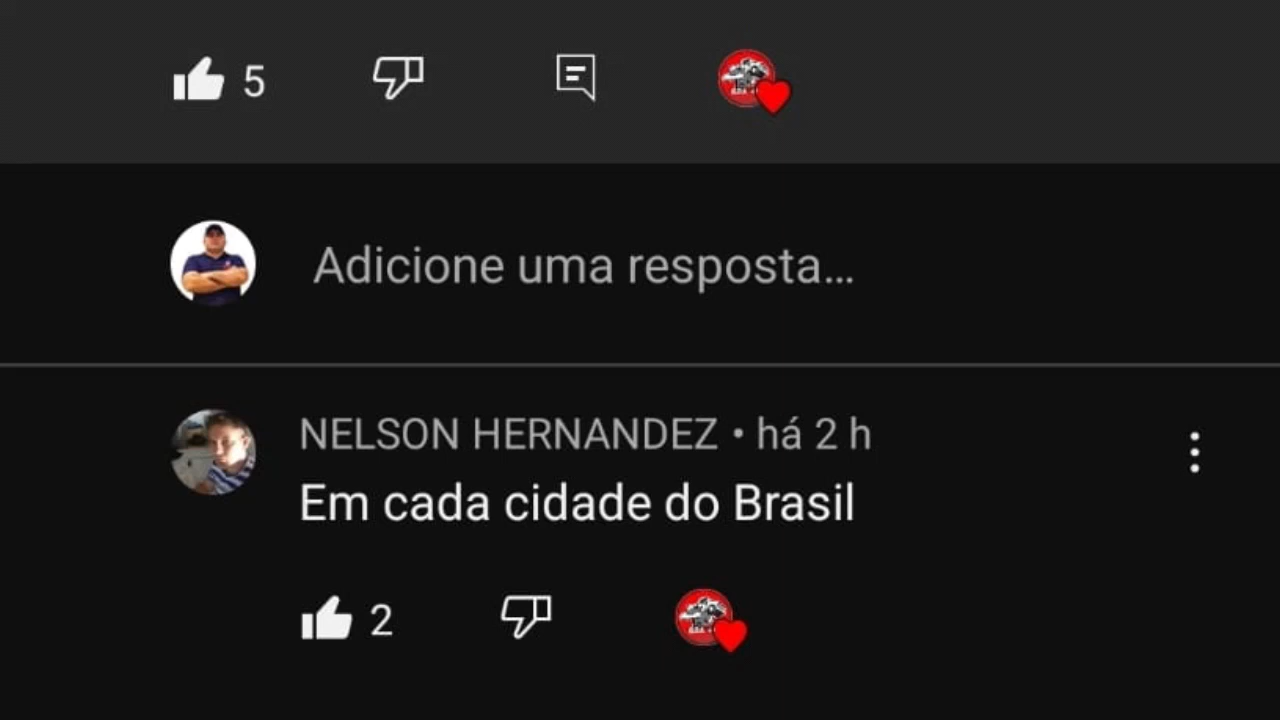 5
Adicione uma resposta...
NELSON HERNANDEZ • há 2 h
Em cada cidade do Brasil
2